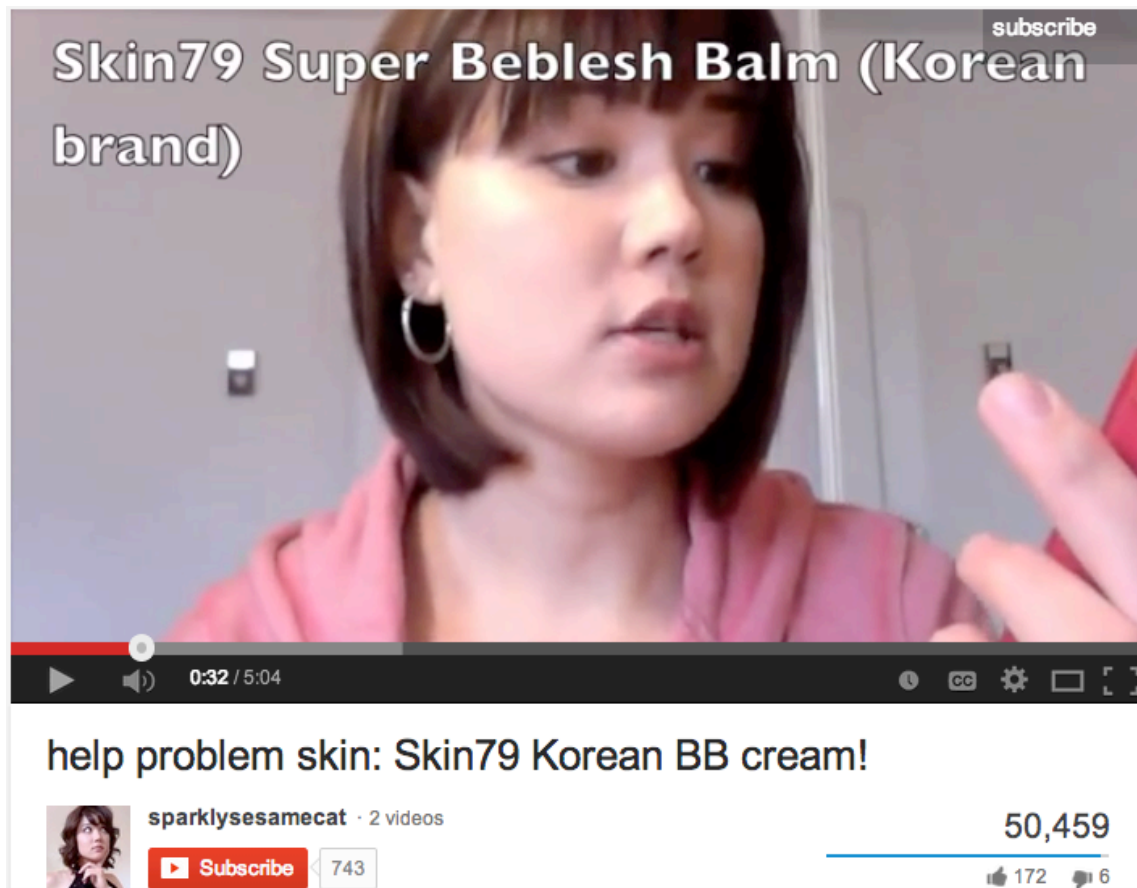 subscribe
Skin79 Super Beblesh Balm (Korean
brand)
0:32 / 5:04
CC
help problem skin: Skin79 Korean BB cream!
sparklysesamecat · 2 videos
50,459
Subscribe 743
172 6